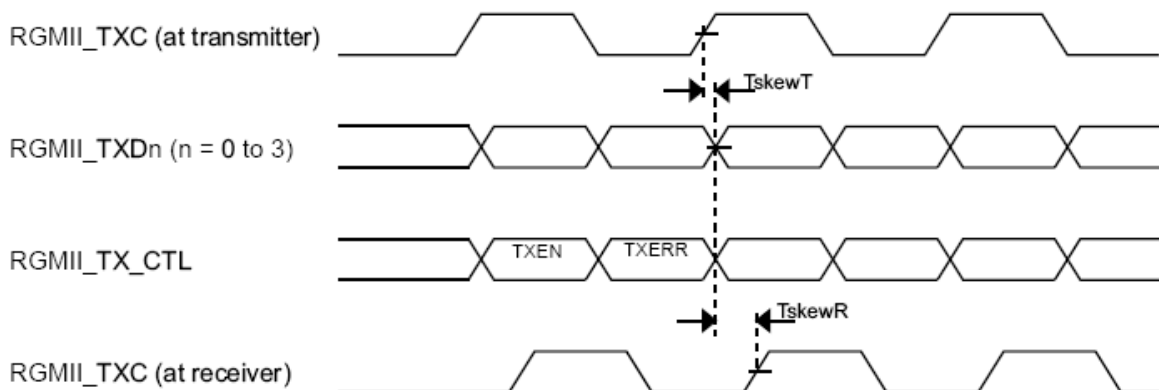 RGMII_TXC (at transmitter)
TskewT
RGMII_TXDn (n = 0 to 3)
RGMII_TX_CTL
TXEN
TXERR
TskewR
RGMII_TXC (at receiver)